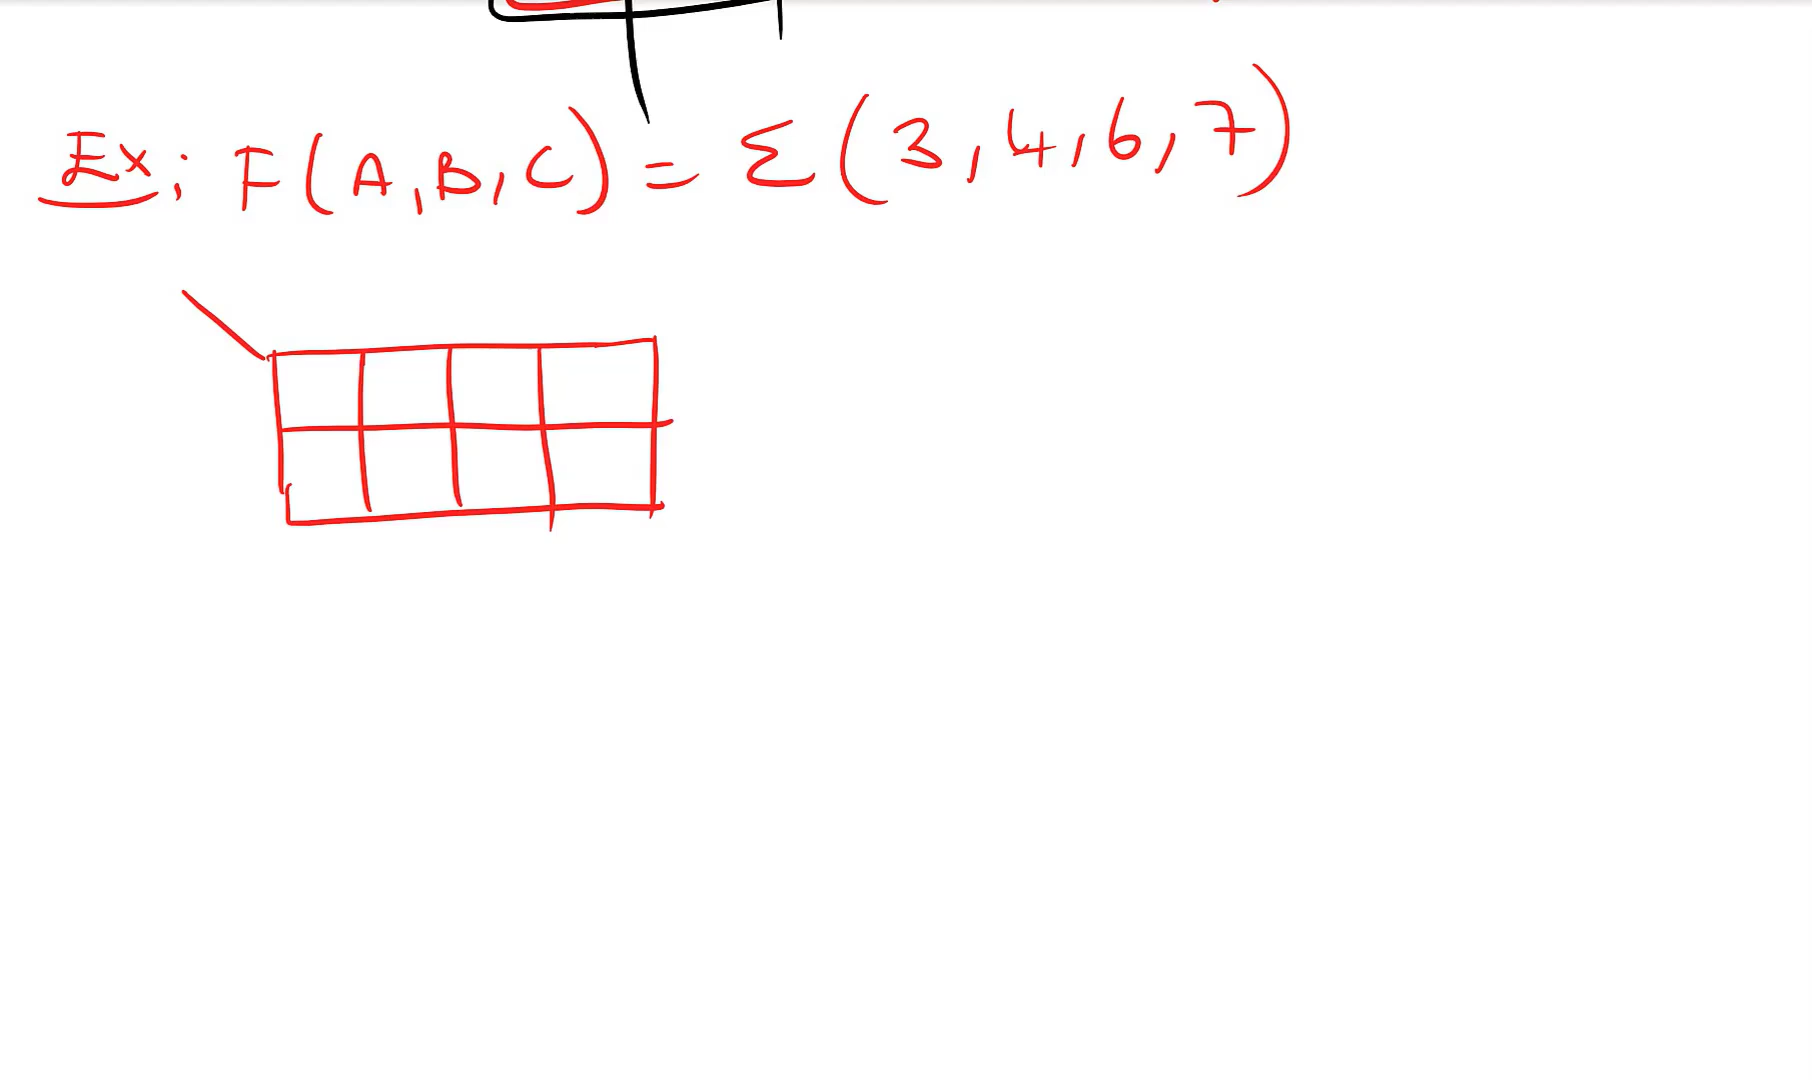 Ex; F(A,B,C) = Σ(3,4,6,7)